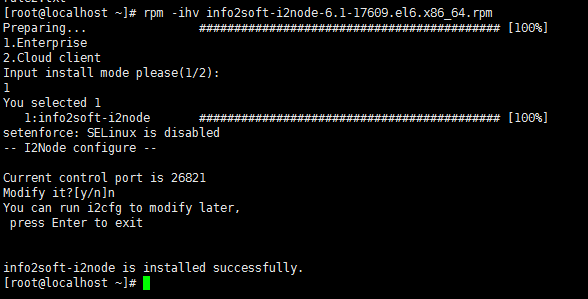 [root@localhost ~]# rpm -ihv info2soft-i2node-6.1-17609.el6.x86_64.rpm
Preparing... ########################################### [100%]
1.Enterprise
2.Cloud client
Input install mode please(1/2):
1
You selected 1
1:info2soft-i2node ########################################### [100%]
setenforce: SELinux is disabled
-- I2Node configure --
Current control port is 26821
Modify it?[y/n]n
You can run i2cfg to modify later,
press Enter to exit
info2soft-i2node is installed successfully.
[root@localhost ~]#